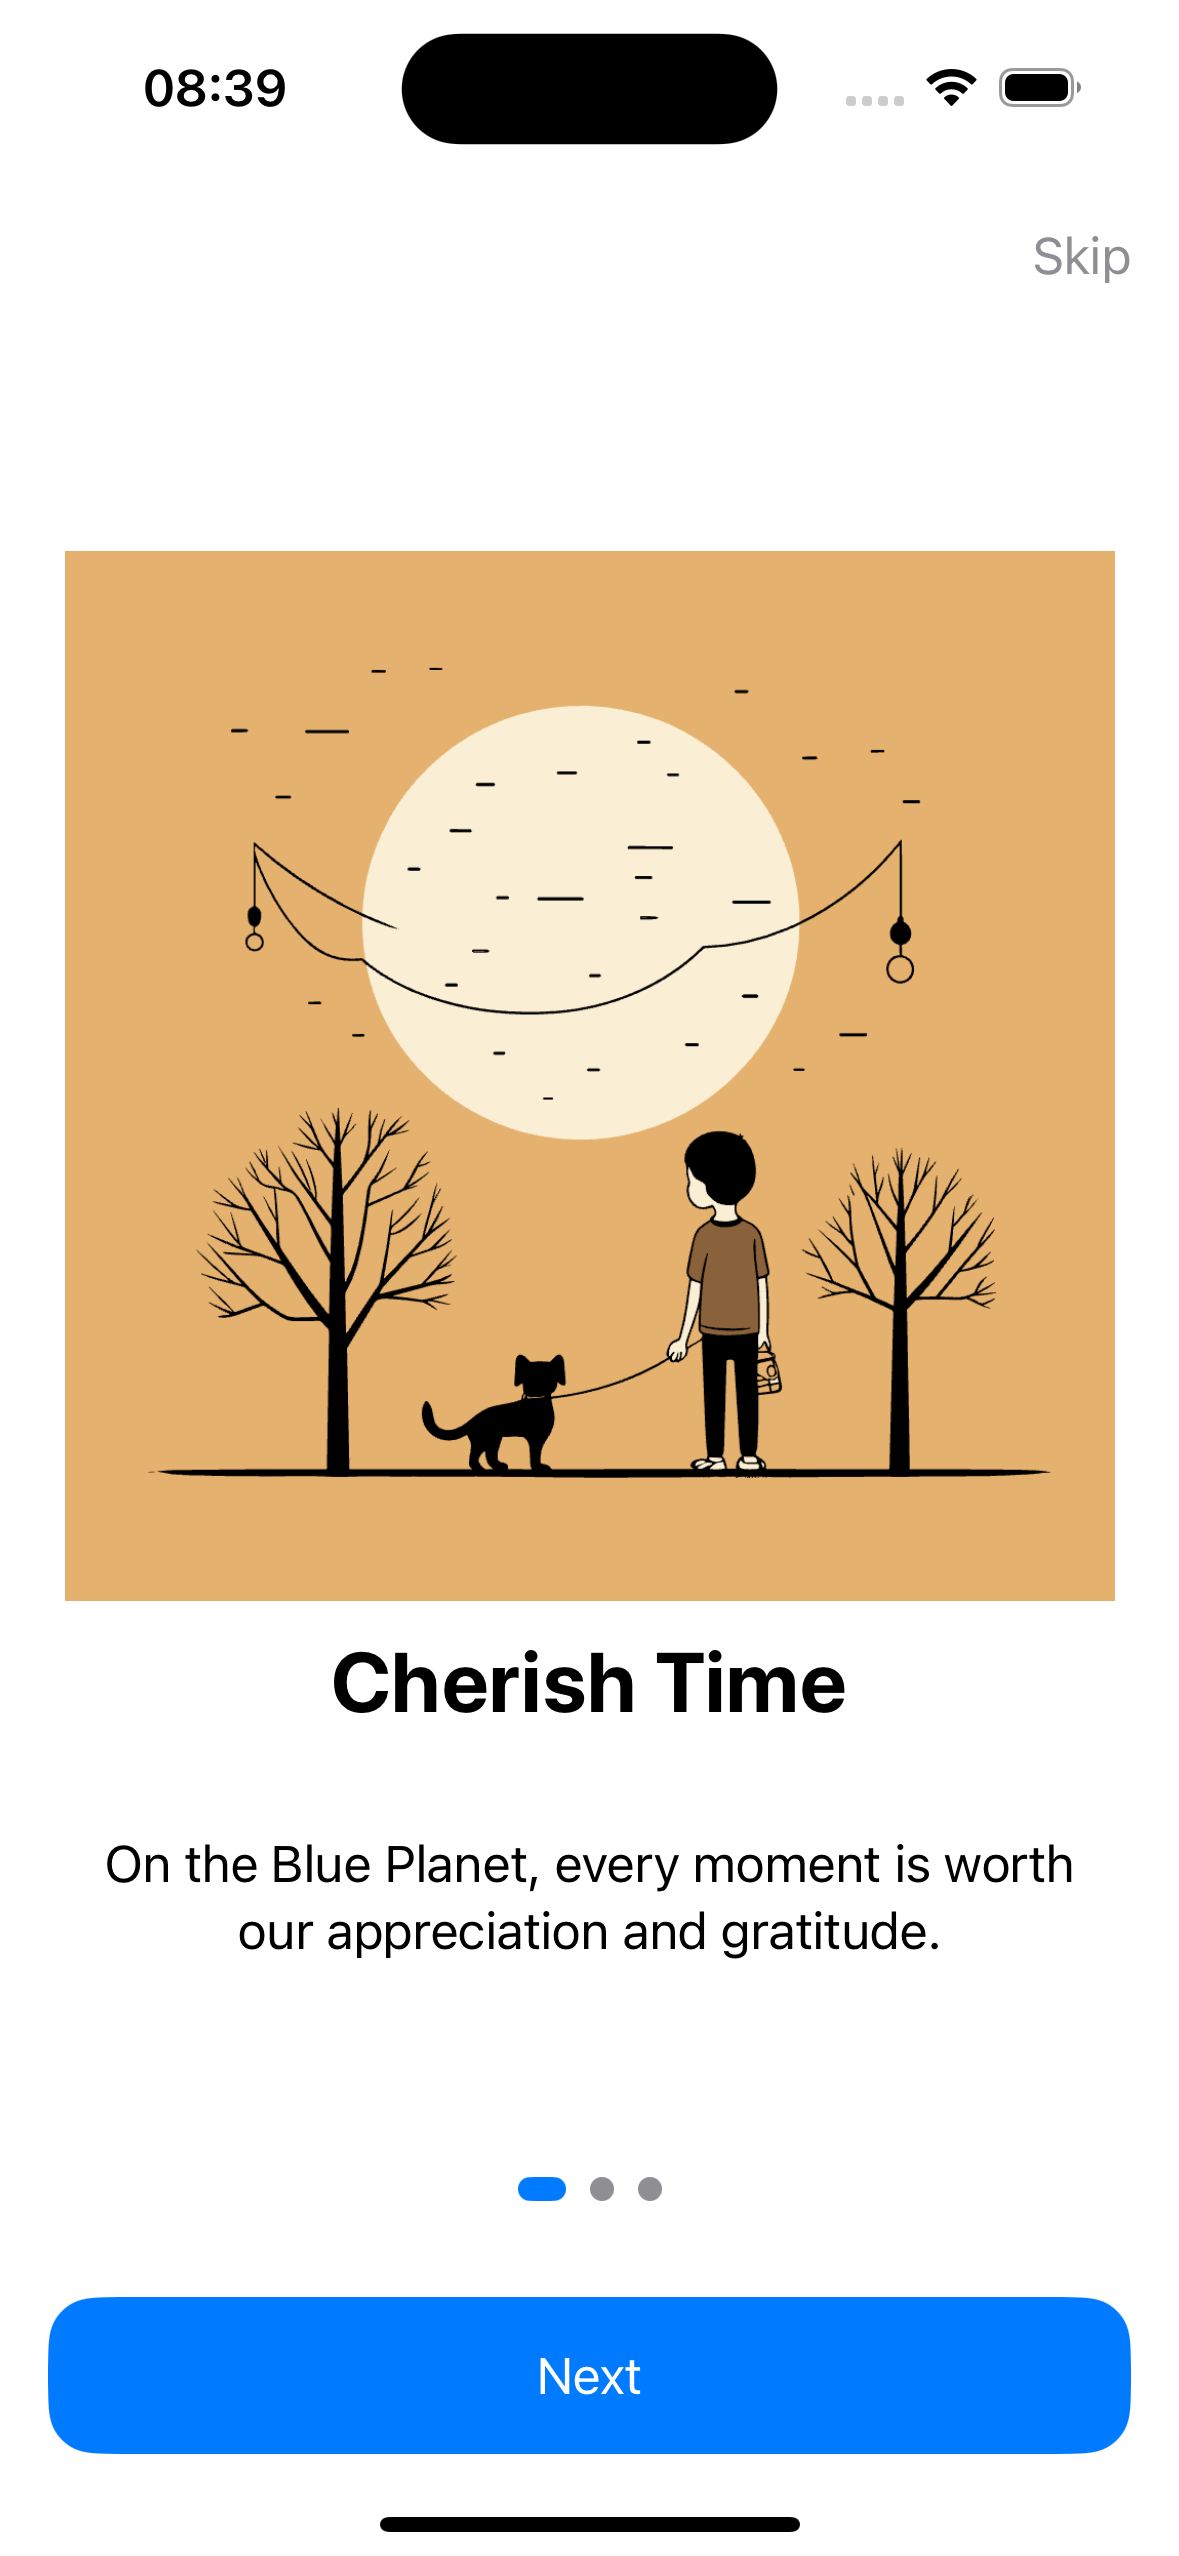 08:39
Skip
Cherish Time
On the Blue Planet, every moment is worth
our appreciation and gratitude.
Next